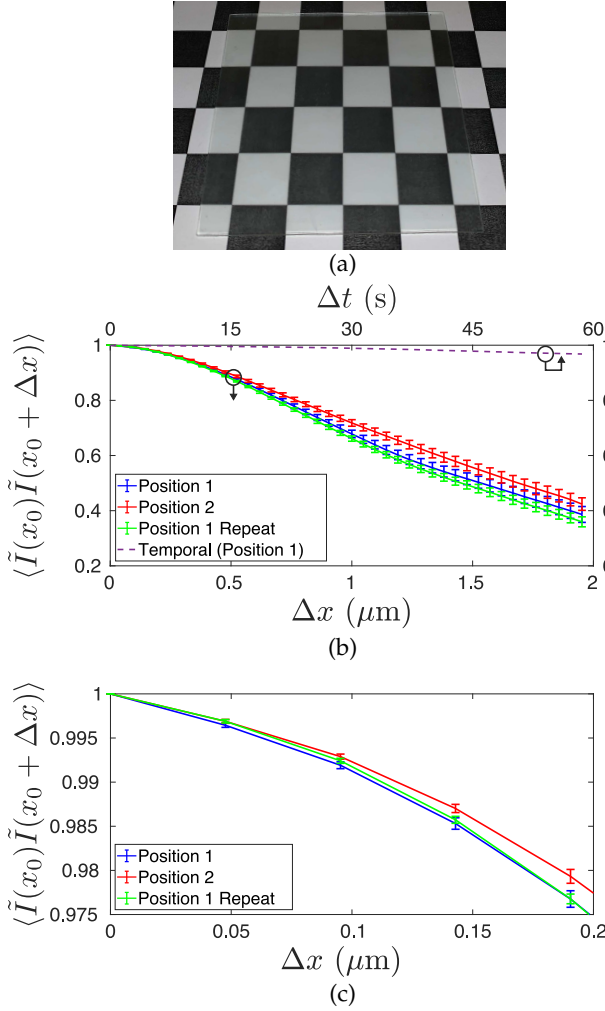 (a)
Δt (s)
0 15 30 45 60
⟨Ĩ(x₀)Ĩ(x₀ + Δx)⟩
1
0.8
0.6
0.4
0.2
Position 1
Position 2
Position 1 Repeat
Temporal (Position 1)
0 0.5 1 1.5 2
Δx (μm)
(b)
⟨Ĩ(x₀)Ĩ(x₀ + Δx)⟩
1
0.995
0.99
0.985
0.98
0.975
Position 1
Position 2
Position 1 Repeat
0 0.05 0.1 0.15 0.2
Δx (μm)
(c)